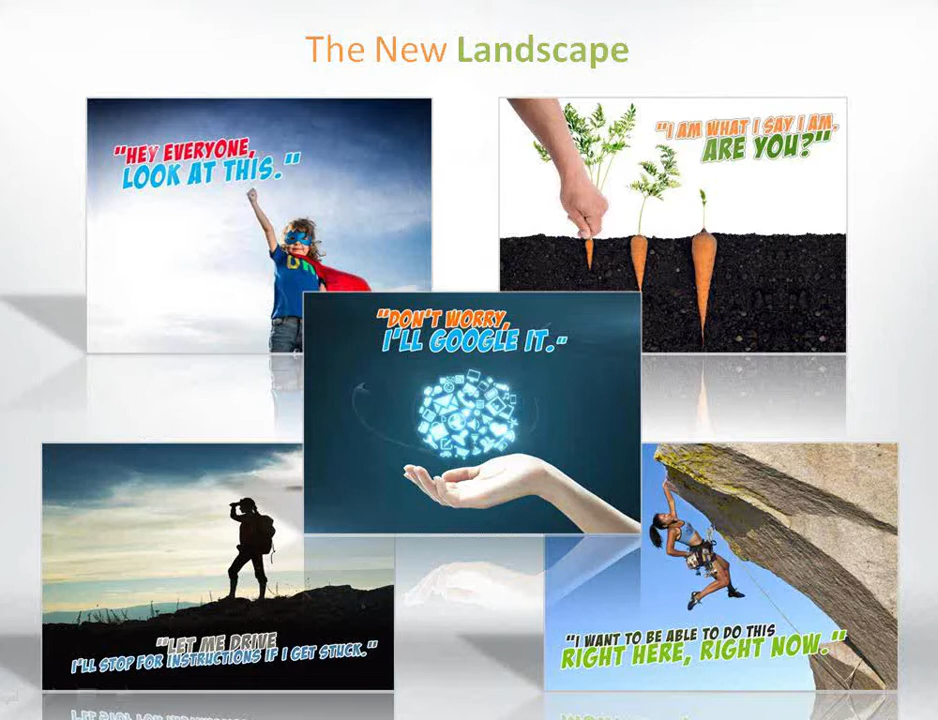 The New Landscape
"HEY EVERYONE,
LOOK AT THIS."
"I AM WHAT I SAY I AM.
ARE YOU?"
"DON'T WORRY,
I'LL GOOGLE IT."
"LET ME DRIVE
I'LL STOP FOR INSTRUCTIONS IF I GET STUCK."
"I WANT TO BE ABLE TO DO THIS
RIGHT HERE, RIGHT NOW."